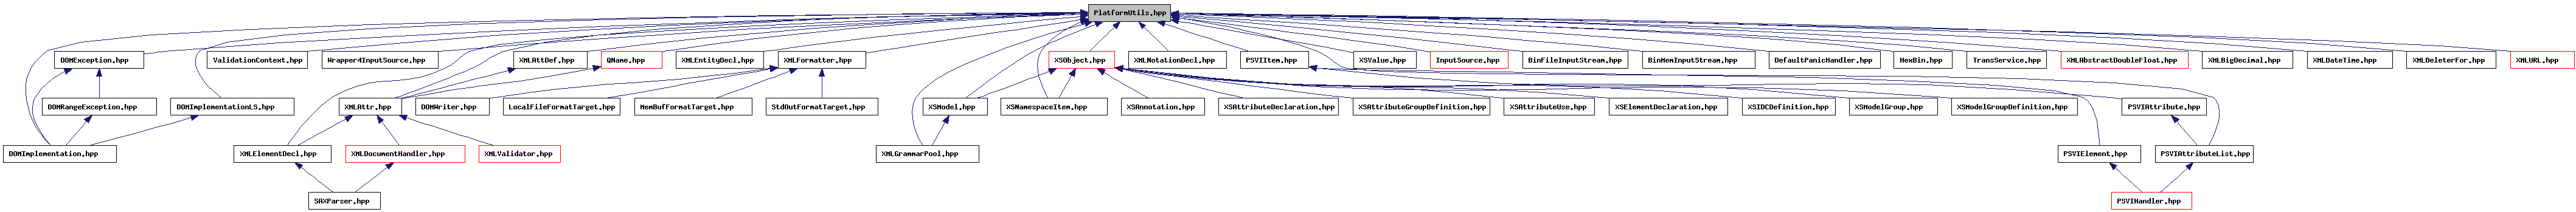 PlatformUtils.hpp
DOMException.hpp
ValidationContext.hpp
Wrapper4InputSource.hpp
XMLAttDef.hpp
QName.hpp
XMLEntityDecl.hpp
XMLFormatter.hpp
XSObject.hpp
XMLNotationDecl.hpp
PSVIItem.hpp
XSValue.hpp
InputSource.hpp
BinFileInputStream.hpp
BinMemInputStream.hpp
DefaultPanicHandler.hpp
HexBin.hpp
TransService.hpp
XMLAbstractDoubleFloat.hpp
XMLBigDecimal.hpp
XMLDateTime.hpp
XMLDeleterFor.hpp
XMLURL.hpp
DOMRangeException.hpp
DOMImplementationLS.hpp
XMLAttr.hpp
DOMWriter.hpp
LocalFileFormatTarget.hpp
MemBufFormatTarget.hpp
StdOutFormatTarget.hpp
XSModel.hpp
XSNamespaceItem.hpp
XSAnnotation.hpp
XSAttributeDeclaration.hpp
XSAttributeGroupDefinition.hpp
XSAttributeUse.hpp
XSElementDeclaration.hpp
XSIDCDefinition.hpp
XSModelGroup.hpp
XSModelGroupDefinition.hpp
PSVIAttribute.hpp
DOMImplementation.hpp
XMLElementDecl.hpp
XMLDocumentHandler.hpp
XMLValidator.hpp
XMLGrammarPool.hpp
PSVIElement.hpp
PSVIAttributeList.hpp
SAXParser.hpp
PSVIHandler.hpp